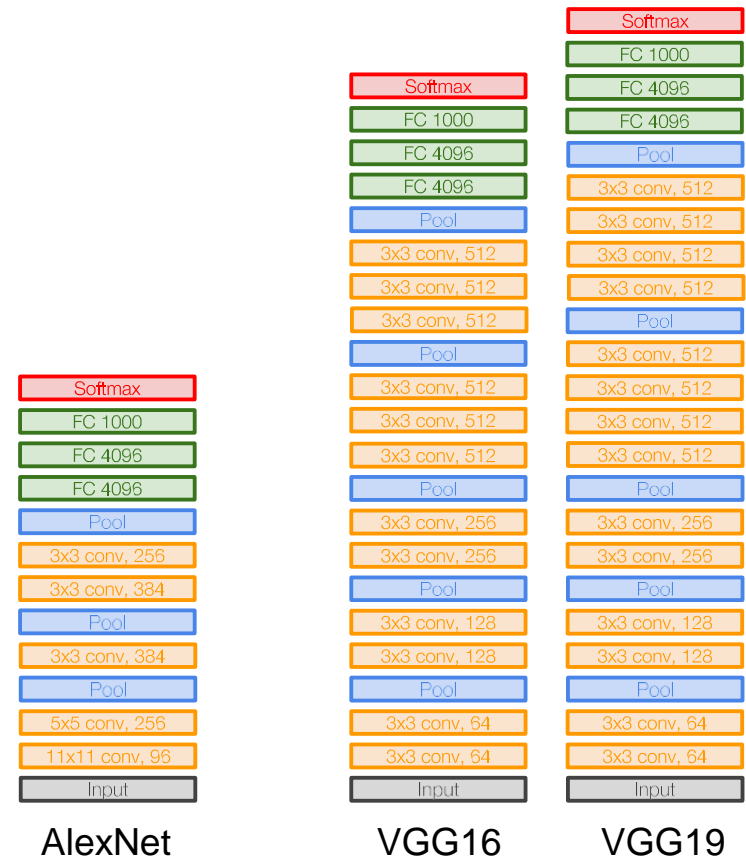 Softmax
FC 1000
FC 4096
FC 4096
Pool
3x3 conv, 256
3x3 conv, 384
Pool
3x3 conv, 384
Pool
5x5 conv, 256
11x11 conv, 96
Input
AlexNet
Softmax
FC 1000
FC 4096
FC 4096
Pool
3x3 conv, 512
3x3 conv, 512
3x3 conv, 512
Pool
3x3 conv, 512
3x3 conv, 512
3x3 conv, 512
Pool
3x3 conv, 256
3x3 conv, 256
Pool
3x3 conv, 128
3x3 conv, 128
Pool
3x3 conv, 64
3x3 conv, 64
Input
VGG16
Softmax
FC 1000
FC 4096
FC 4096
Pool
3x3 conv, 512
3x3 conv, 512
3x3 conv, 512
3x3 conv, 512
Pool
3x3 conv, 512
3x3 conv, 512
3x3 conv, 512
3x3 conv, 512
Pool
3x3 conv, 256
3x3 conv, 256
Pool
3x3 conv, 128
3x3 conv, 128
Pool
3x3 conv, 64
3x3 conv, 64
Input
VGG19